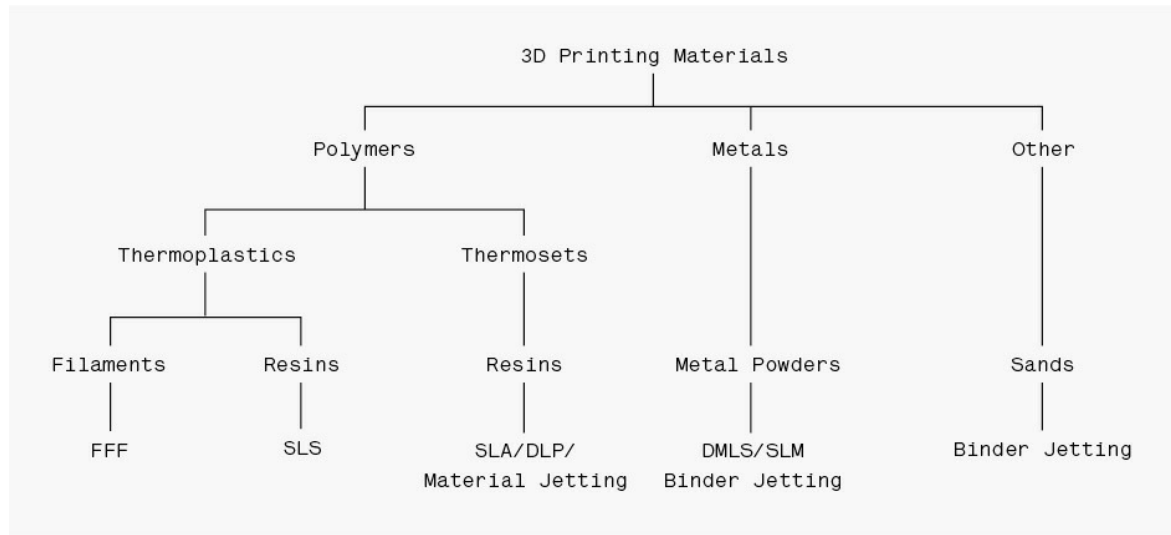 3D Printing Materials
Polymers
Metals
Other
Thermoplastics
Thermosets
Filaments
Resins
Resins
Metal Powders
Sands
FFF
SLS
SLA/DLP/
Material Jetting
DMLS/SLM
Binder Jetting
Binder Jetting